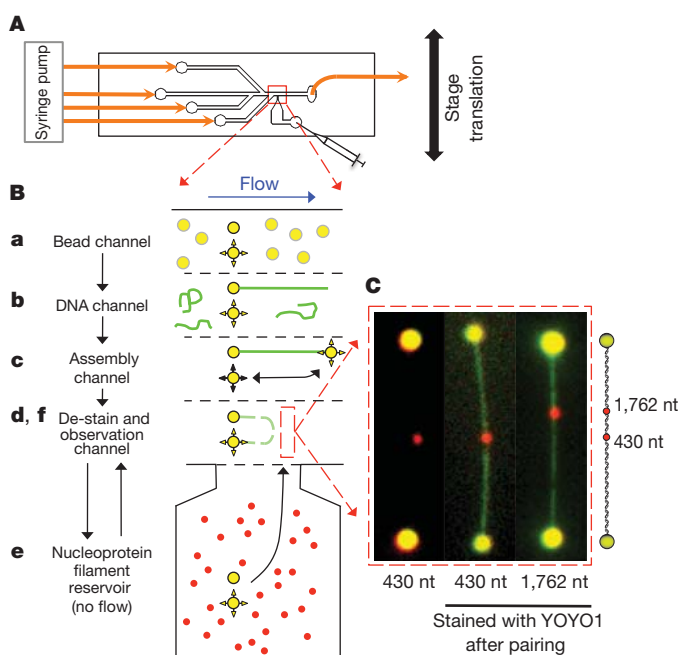 A
Syringe pump
Stage
translation
B
Flow
a
Bead channel
b
DNA channel
c
Assembly
channel
d, f
De-stain and
observation
channel
e
Nucleoprotein
filament
reservoir
(no flow)
C
1,762 nt
430 nt
430 nt 430 nt 1,762 nt
Stained with YOYO1
after pairing